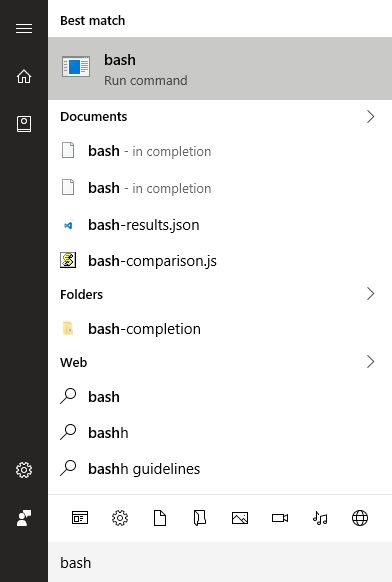 Best match
bash
Run command
Documents
bash - in completion
bash - in completion
bash-results.json
bash-comparison.js
Folders
bash-completion
Web
bash
bashh
bashh guidelines
bash